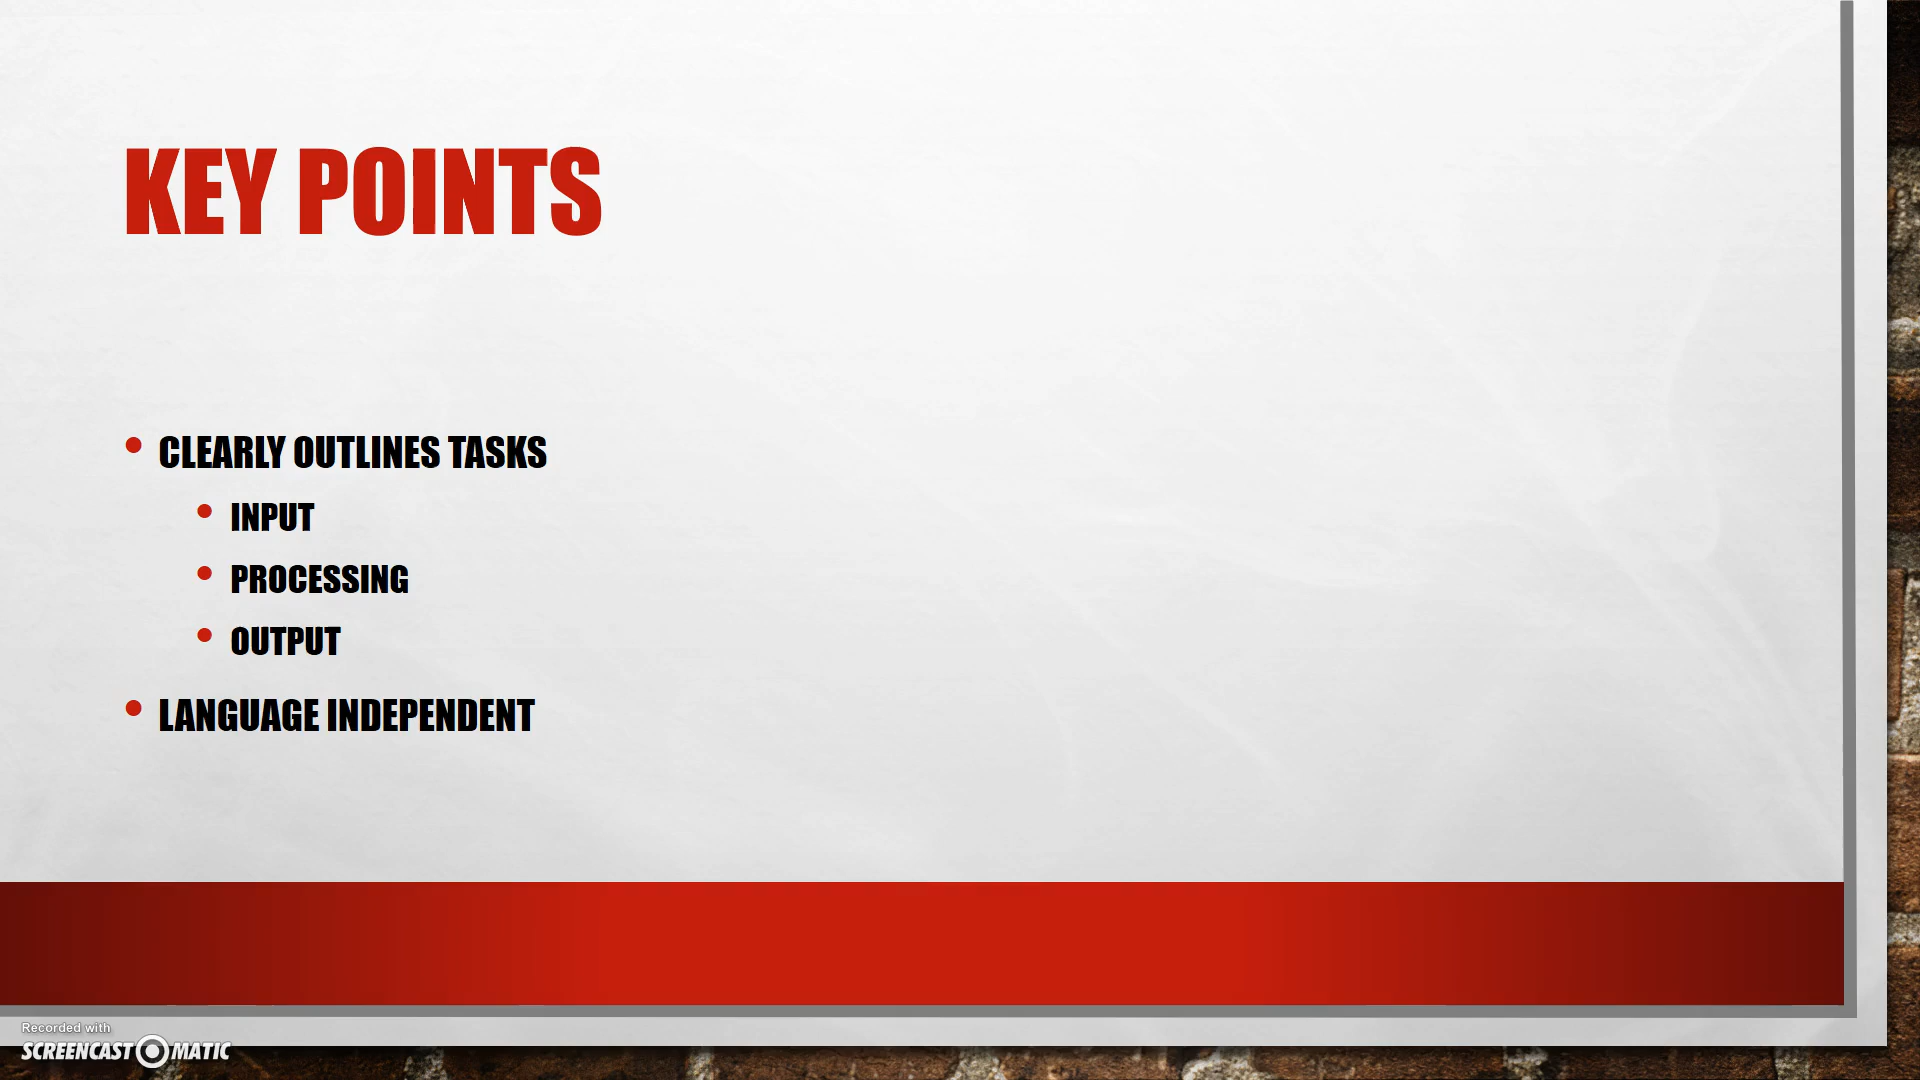 KEY POINTS
• CLEARLY OUTLINES TASKS
• INPUT
• PROCESSING
• OUTPUT
• LANGUAGE INDEPENDENT
Recorded with
SCREENCAST MATIC